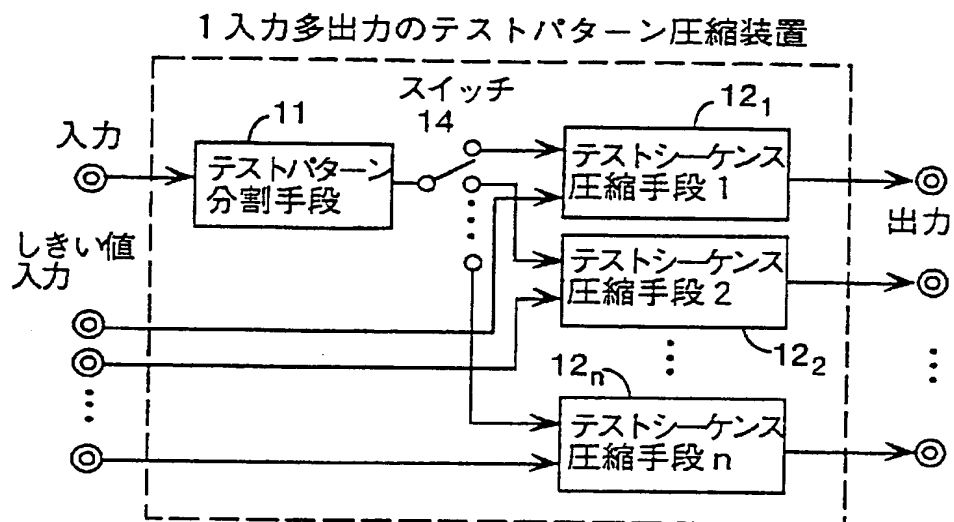 1入力多出力のテストパターン圧縮装置
スイッチ
14
11
12₁
入力
テストパターン
分割手段
テストシーケンス
圧縮手段1
出力
しきい値
入力
テストシーケンス
圧縮手段2
12₂
12ₙ
テストシーケンス
圧縮手段n